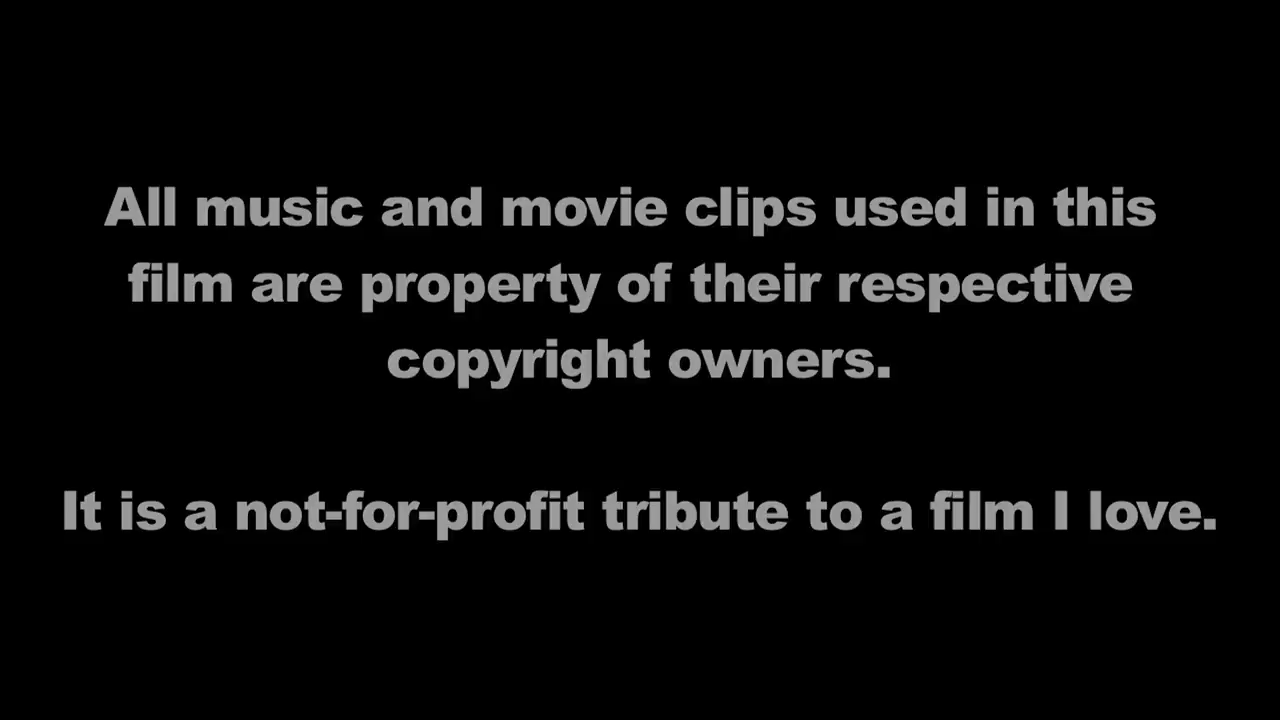 All music and movie clips used in this
film are property of their respective
copyright owners.
It is a not-for-profit tribute to a film I love.